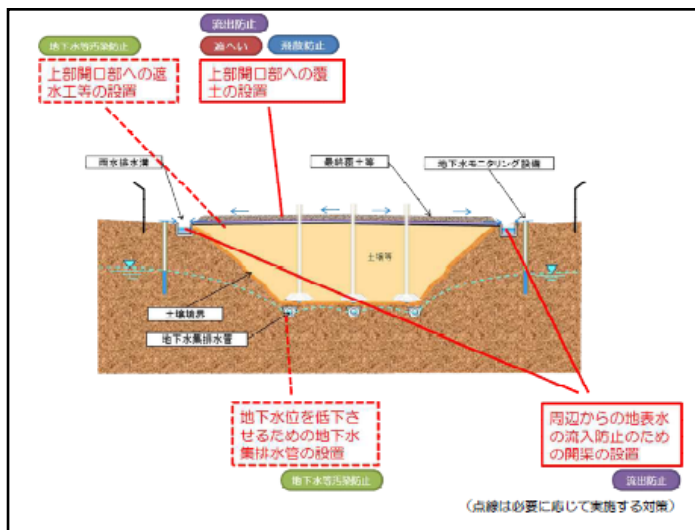 流出防止
地下水等汚染防止
遮へい
飛散防止
上部開口部への遮
水工等の設置
上部開口部への覆
土の設置
雨水排水溝
最終覆土等
地下水モニタリング設備
土壌等
土壌境界
地下水集排水管
地下水位を低下さ
せるための地下水
集排水管の設置
周辺からの地表水
の流入防止のため
の開渠の設置
地下水等汚染防止
流出防止
（点線は必要に応じて実施する対策）